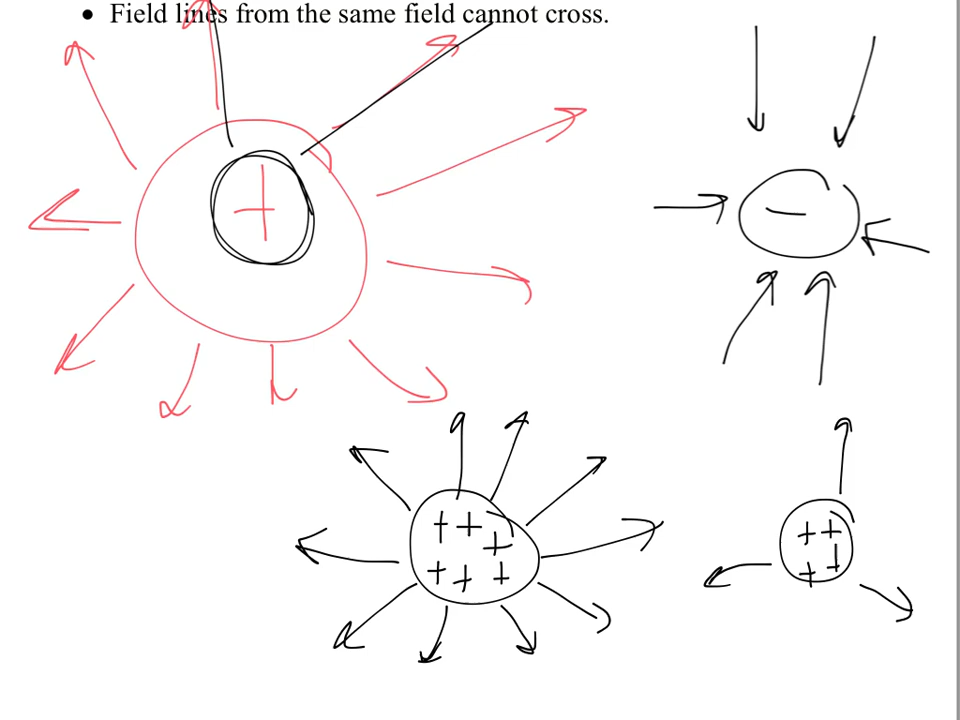 • Field lines from the same field cannot cross.
+
−
+ + +
+ + +
+ + +
+